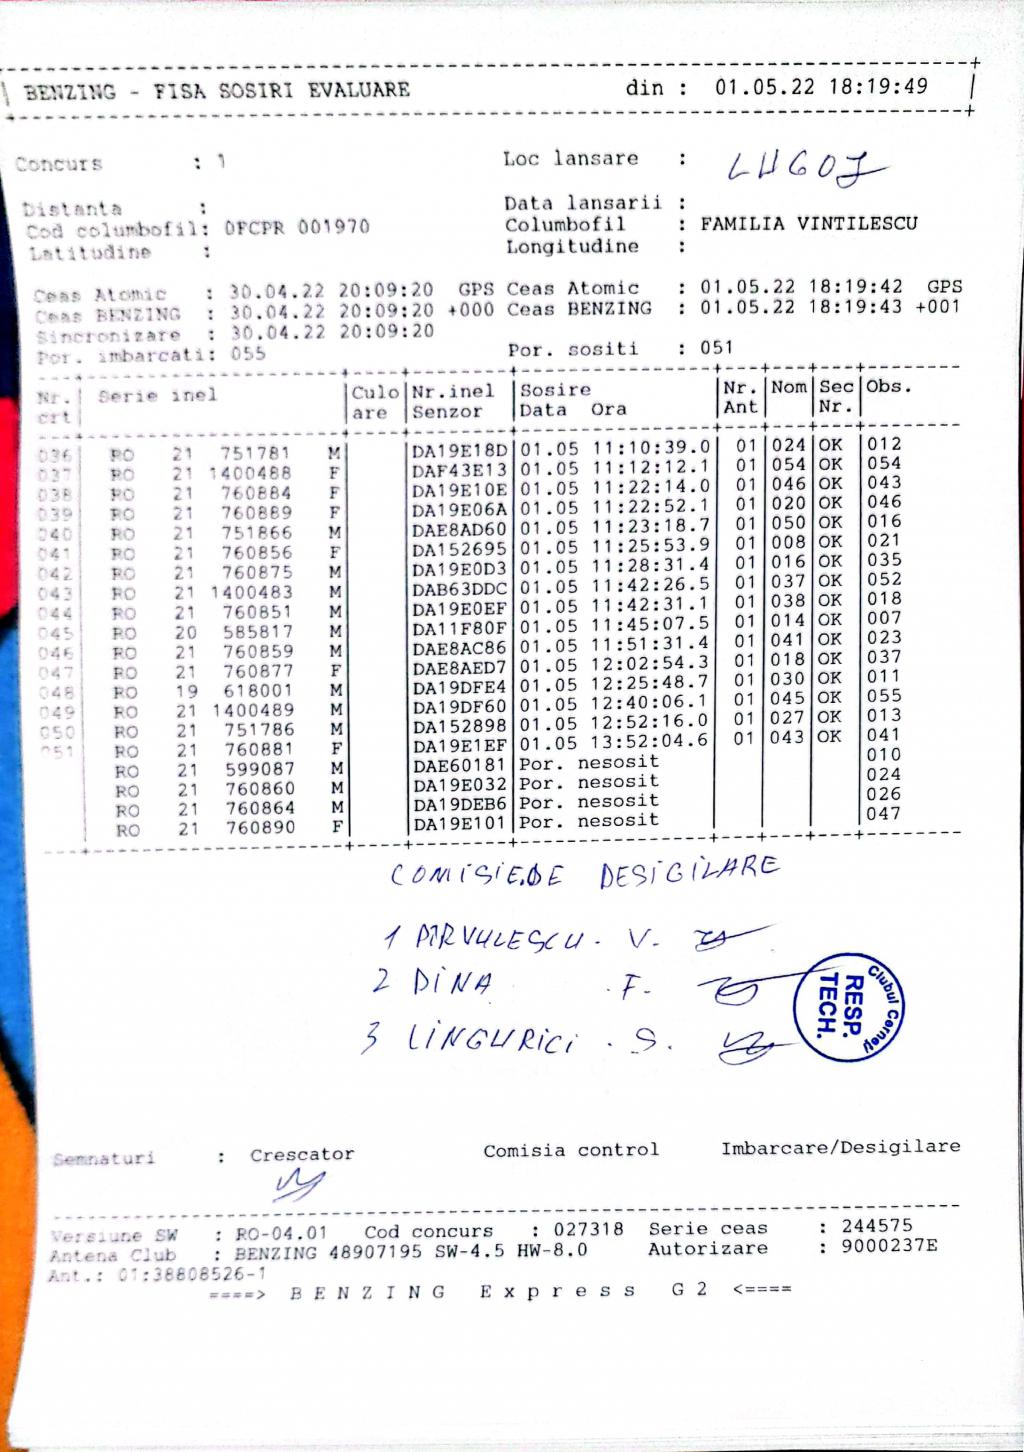 BENZING - FISA SOSIRI EVALUARE din : 01.05.22 18:19:49
Concurs : 1 Loc lansare : LUGOJ
Distanta : Data lansarii :
Cod columbofil: OFCPR 001970 Columbofil : FAMILIA VINTILESCU
Latitudine : Longitudine :
Ceas Atomic : 30.04.22 20:09:20 GPS Ceas Atomic : 01.05.22 18:19:42 GPS
Ceas BENZING : 30.04.22 20:09:20 +000 Ceas BENZING : 01.05.22 18:19:43 +001
Sincronizare : 30.04.22 20:09:20
Por. imbarcati: 055 Por. sositi : 051
Nr. Serie inel Culo Nr.inel Sosire Nr. Nom Sec Obs.
crt are Senzor Data Ora Ant Nr.
036 RO 21 751781 M DA19E18D 01.05 11:10:39.0 01 024 OK 012
037 RO 21 1400488 F DAF43E13 01.05 11:12:12.1 01 054 OK 054
038 RO 21 760884 F DA19E10E 01.05 11:22:14.0 01 046 OK 043
039 RO 21 760889 F DA19E06A 01.05 11:22:52.1 01 020 OK 046
040 RO 21 751866 M DAE8AD60 01.05 11:23:18.7 01 050 OK 016
041 RO 21 760856 F DA152695 01.05 11:25:53.9 01 008 OK 021
042 RO 21 760875 M DA19E0D3 01.05 11:28:31.4 01 016 OK 035
043 RO 21 1400483 M DAB63DDC 01.05 11:42:26.5 01 037 OK 052
044 RO 21 760851 M DA19E0EF 01.05 11:42:31.1 01 038 OK 018
045 RO 20 585817 M DA11F80F 01.05 11:45:07.5 01 014 OK 007
046 RO 21 760859 M DAE8AC86 01.05 11:51:31.4 01 041 OK 023
047 RO 21 760877 F DAE8AED7 01.05 12:02:54.3 01 018 OK 037
048 RO 19 618001 M DA19DFE4 01.05 12:25:48.7 01 030 OK 011
049 RO 21 1400489 M DA19DF60 01.05 12:40:06.1 01 045 OK 055
050 RO 21 751786 M DA152898 01.05 12:52:16.0 01 027 OK 013
051 RO 21 760881 F DA19E1EF 01.05 13:52:04.6 01 043 OK 041
RO 21 599087 M DAE60181 Por. nesosit 010
RO 21 760860 M DA19E032 Por. nesosit 024
RO 21 760864 M DA19DEB6 Por. nesosit 026
RO 21 760890 F DA19E101 Por. nesosit 047
COMISIE.DE DESIGILARE
1 PIRVULESCU. V.
2 DINA . F.
3 LINGURICI . S.
Clubul Cerneți
RESP.
TECH.
Semnaturi : Crescator Comisia control Imbarcare/Desigilare
Versiune SW : RO-04.01 Cod concurs : 027318 Serie ceas : 244575
Antena Club : BENZING 48907195 SW-4.5 HW-8.0 Autorizare : 9000237E
Ant.: 01:38808526-1
====> B E N Z I N G E x p r e s s G 2 <====